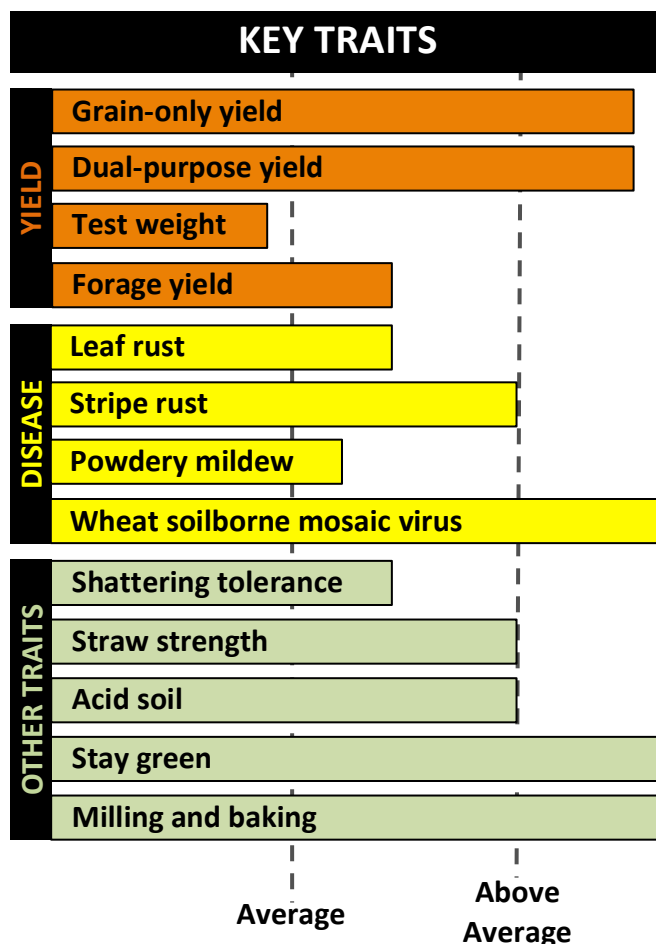 KEY TRAITS
YIELD
Grain-only yield
Dual-purpose yield
Test weight
Forage yield
DISEASE
Leaf rust
Stripe rust
Powdery mildew
Wheat soilborne mosaic virus
OTHER TRAITS
Shattering tolerance
Straw strength
Acid soil
Stay green
Milling and baking
Average
Above
Average